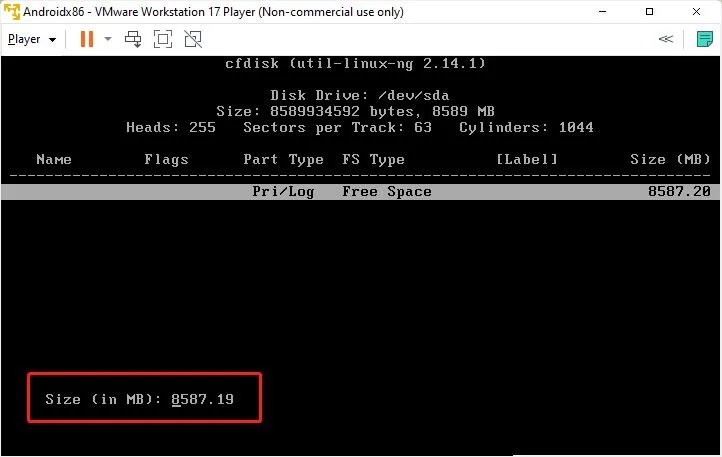 Androidx86 - VMware Workstation 17 Player (Non-commercial use only)
Player
cfdisk (util-linux-ng 2.14.1)
Disk Drive: /dev/sda
Size: 8589934592 bytes, 8589 MB
Heads: 255 Sectors per Track: 63 Cylinders: 1044
Name Flags Part Type FS Type [Label] Size (MB)
Pri/Log Free Space 8587.20
Size (in MB): 8587.19